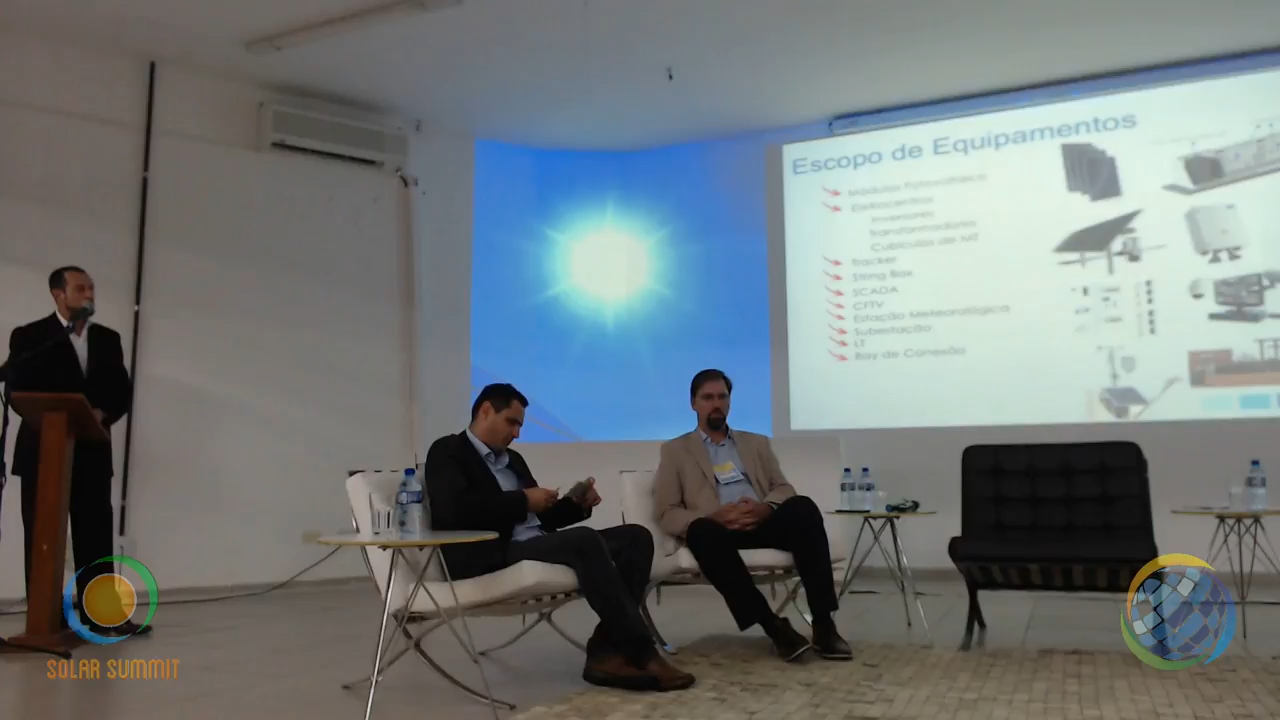 Escopo de Equipamentos
Módulos Fotovoltaicos
Eletrocentros
Inversores
Transformadores
Cubículos de MT
Tracker
String Box
SCADA
CFTV
Estação Meteorológica
Subestação
LT
Bay de Conexão
SOLAR SUMMIT